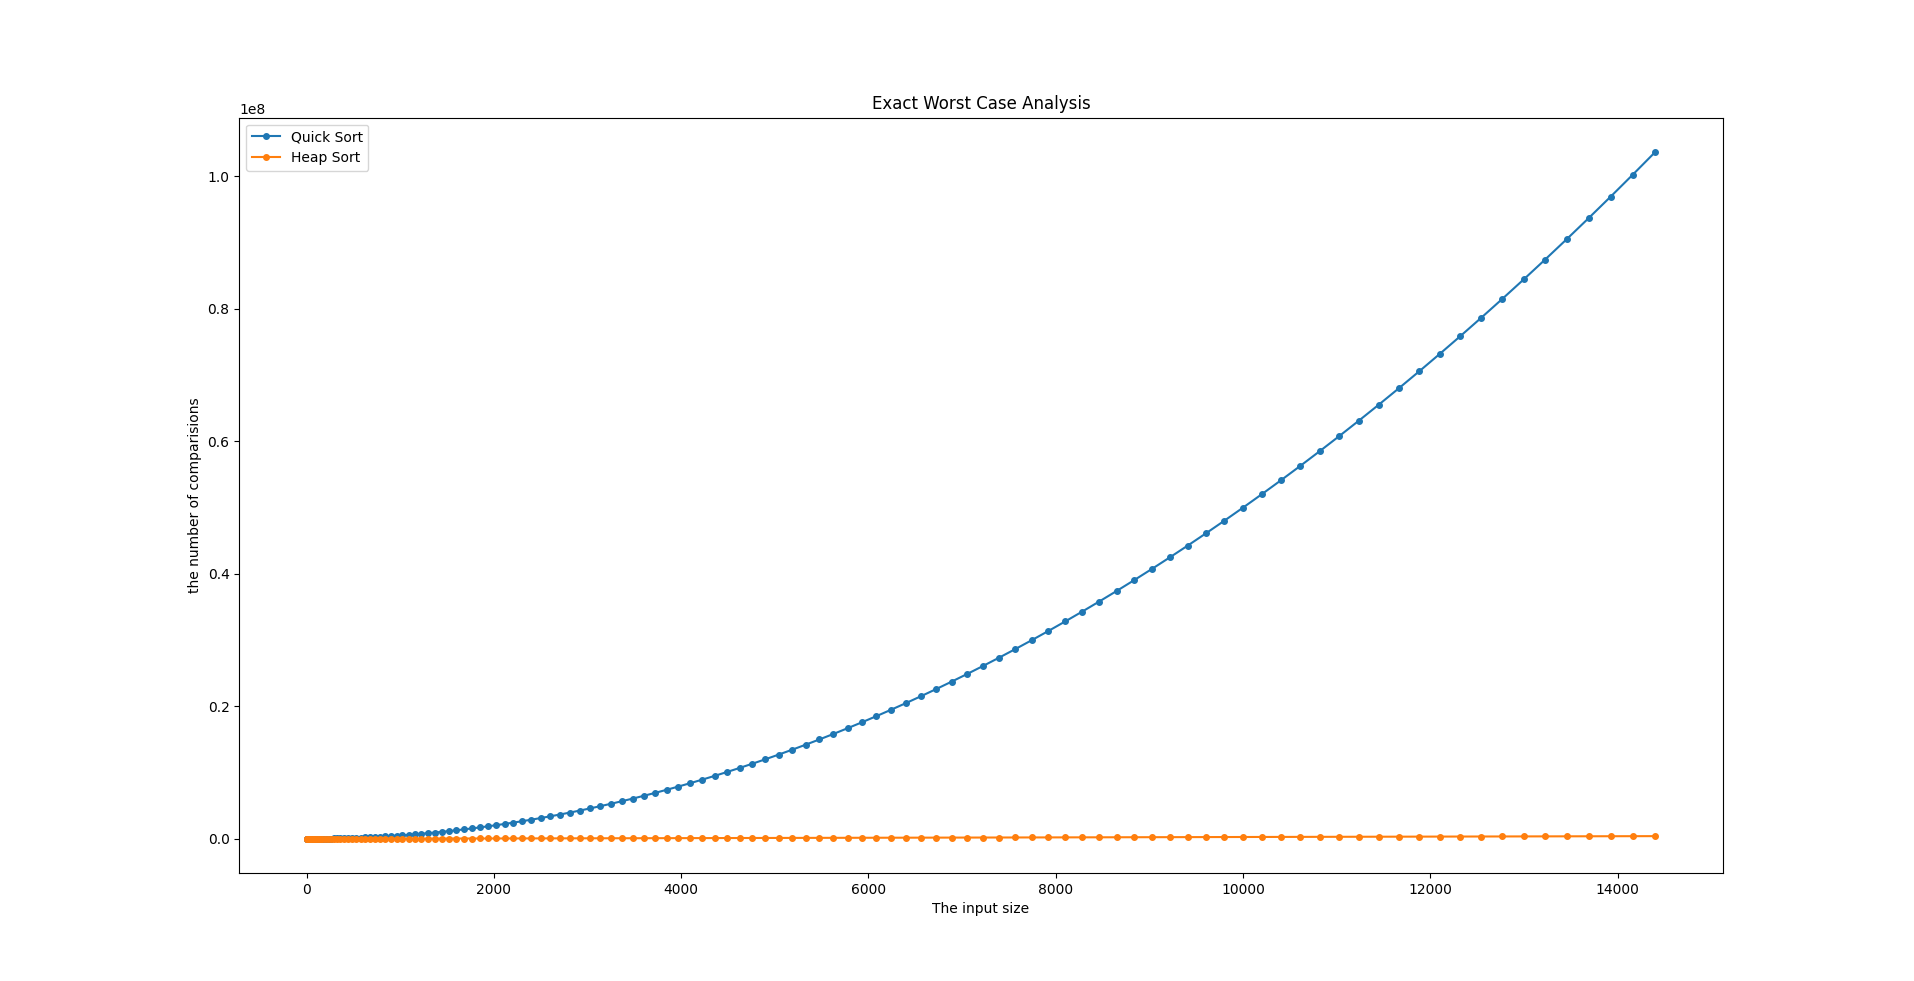 Exact Worst Case Analysis
1e8
Quick Sort
Heap Sort
1.0
0.8
0.6
0.4
0.2
0.0
the number of comparisions
0 2000 4000 6000 8000 10000 12000 14000
The input size